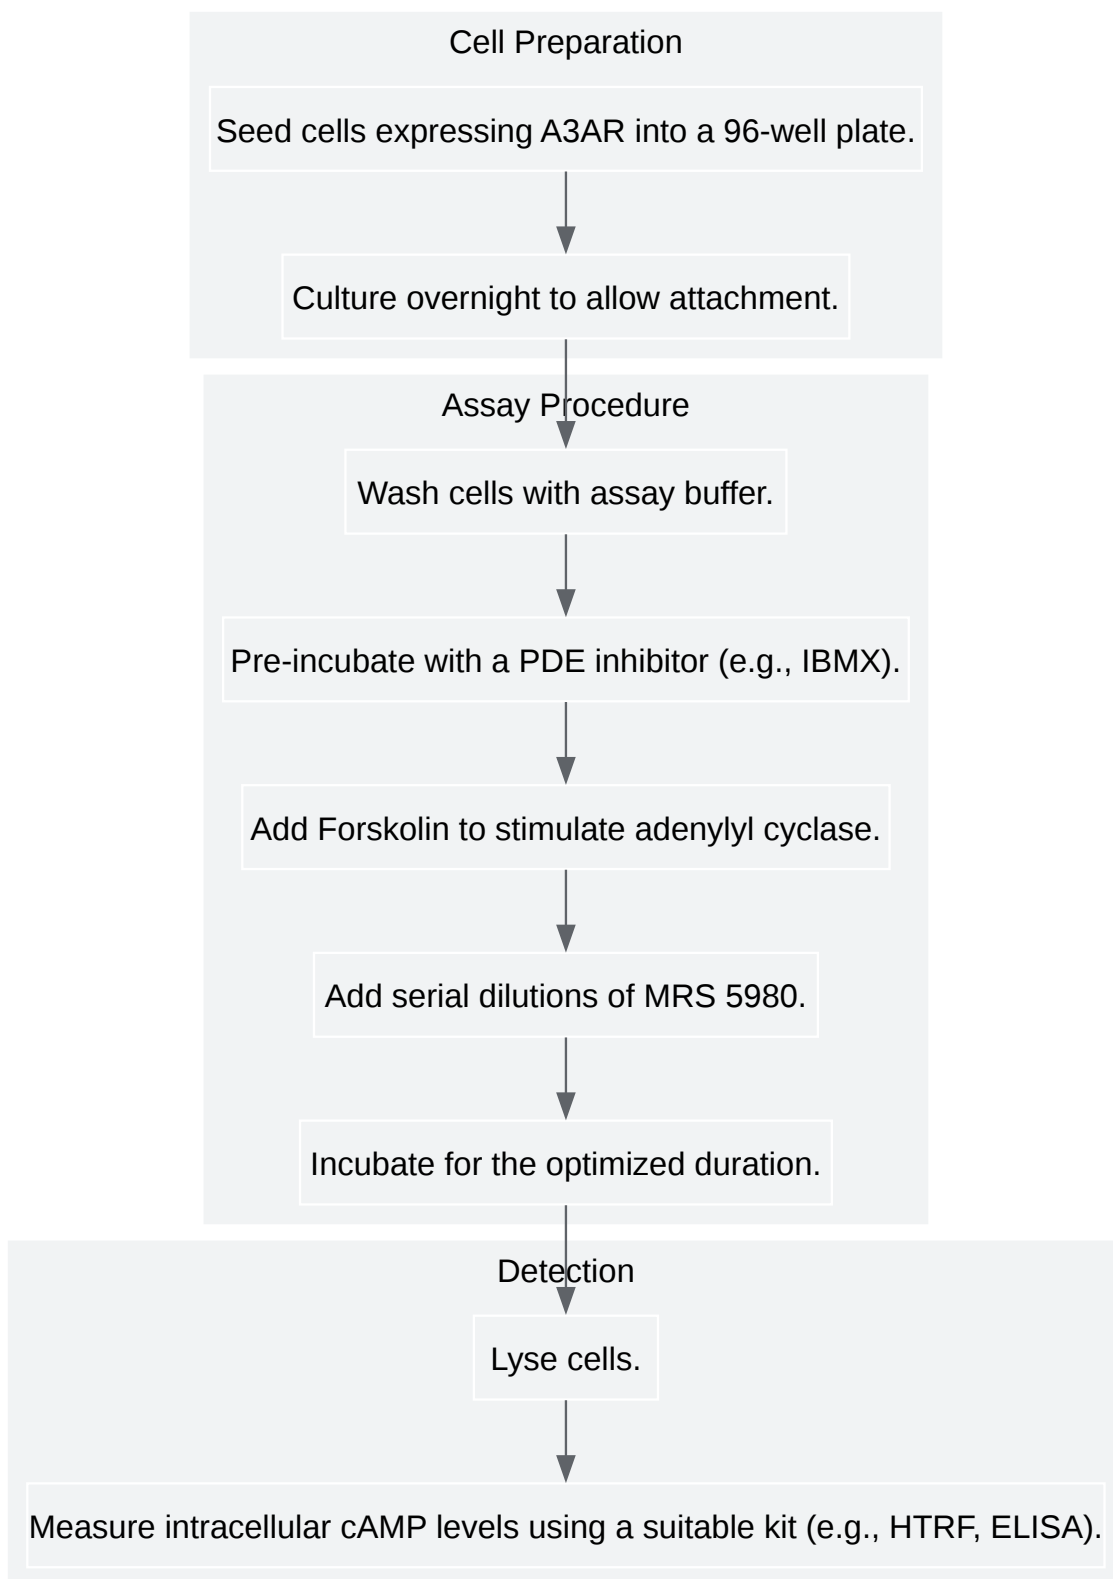 Cell Preparation
Seed cells expressing A3AR into a 96-well plate.
Culture overnight to allow attachment.
Assay Procedure
Wash cells with assay buffer.
Pre-incubate with a PDE inhibitor (e.g., IBMX).
Add Forskolin to stimulate adenylyl cyclase.
Add serial dilutions of MRS 5980.
Incubate for the optimized duration.
Detection
Lyse cells.
Measure intracellular cAMP levels using a suitable kit (e.g., HTRF, ELISA).